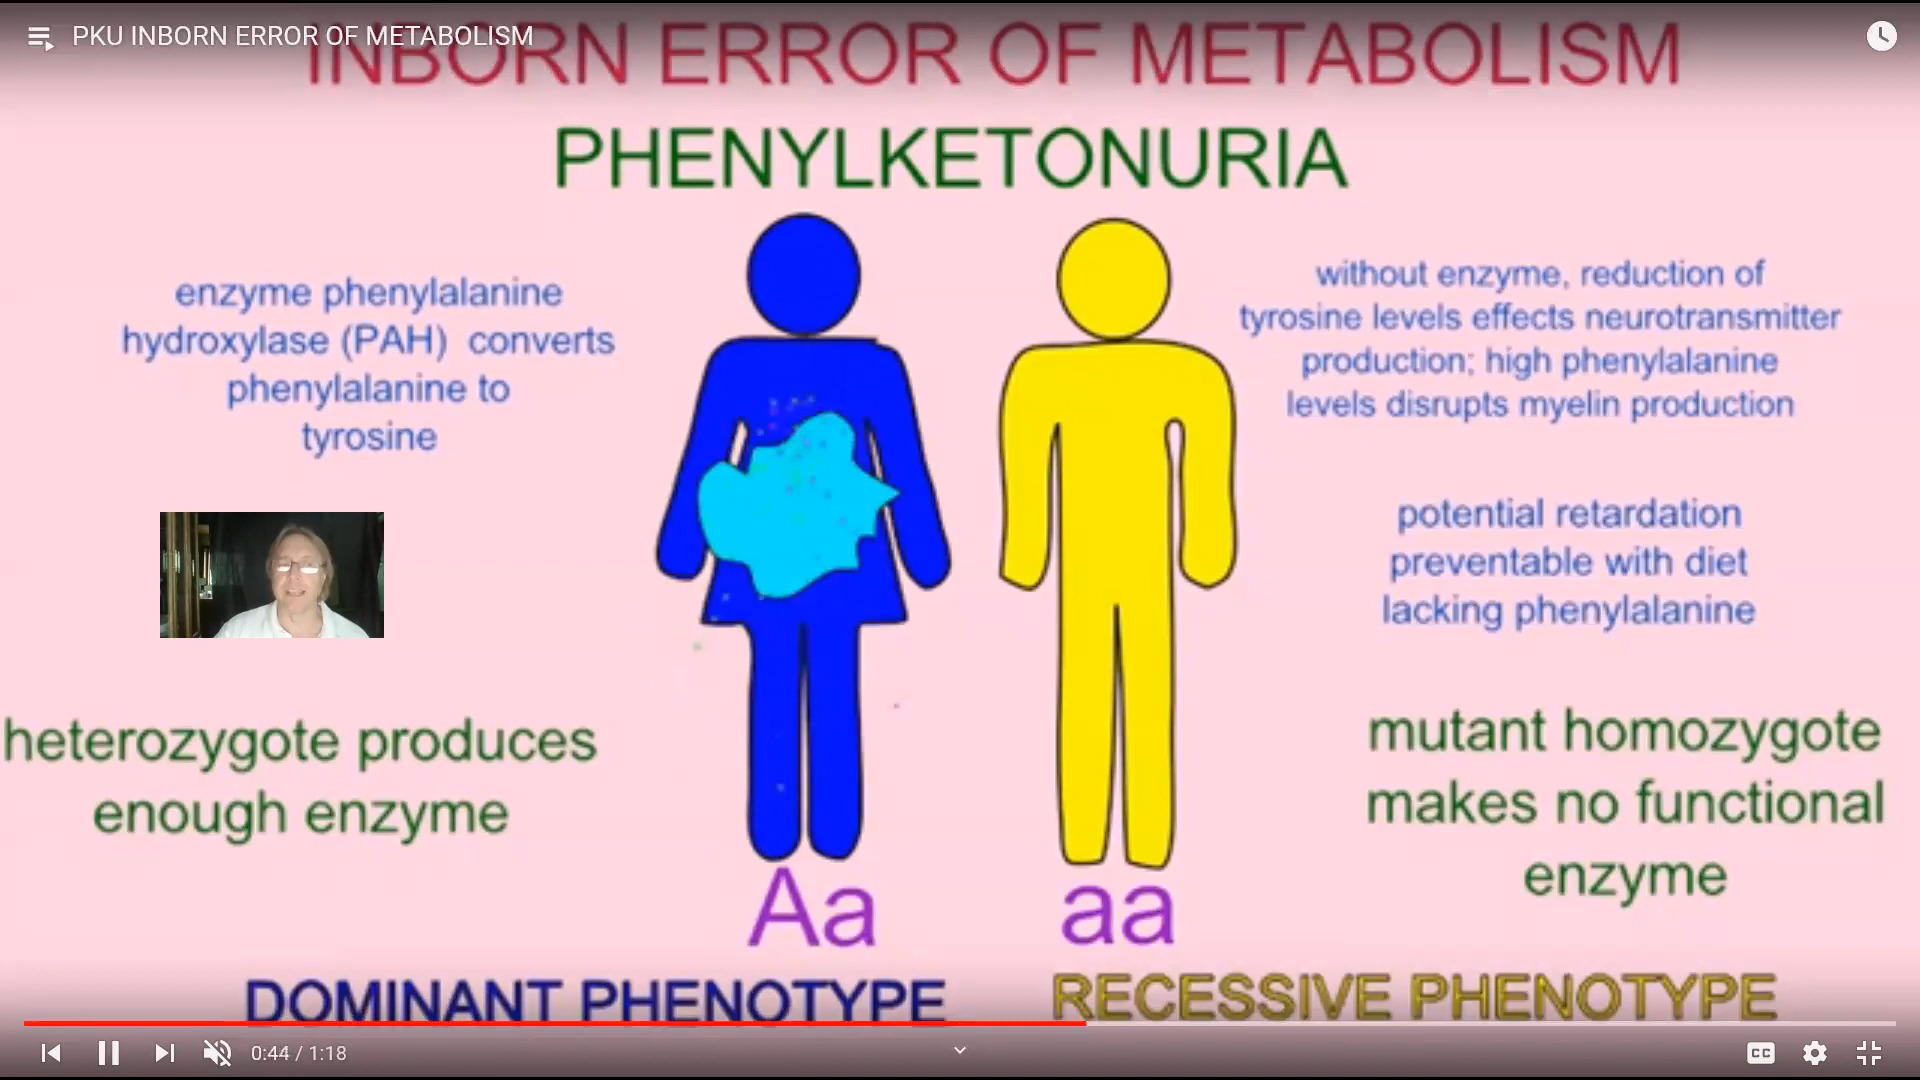 PKU INBORN ERROR OF METABOLISM
INBORN ERROR OF METABOLISM
PHENYLKETONURIA
enzyme phenylalanine
hydroxylase (PAH) converts
phenylalanine to
tyrosine
without enzyme, reduction of
tyrosine levels effects neurotransmitter
production; high phenylalanine
levels disrupts myelin production
potential retardation
preventable with diet
lacking phenylalanine
heterozygote produces
enough enzyme
mutant homozygote
makes no functional
enzyme
Aa
aa
DOMINANT PHENOTYPE
RECESSIVE PHENOTYPE
0:44 / 1:18
CC